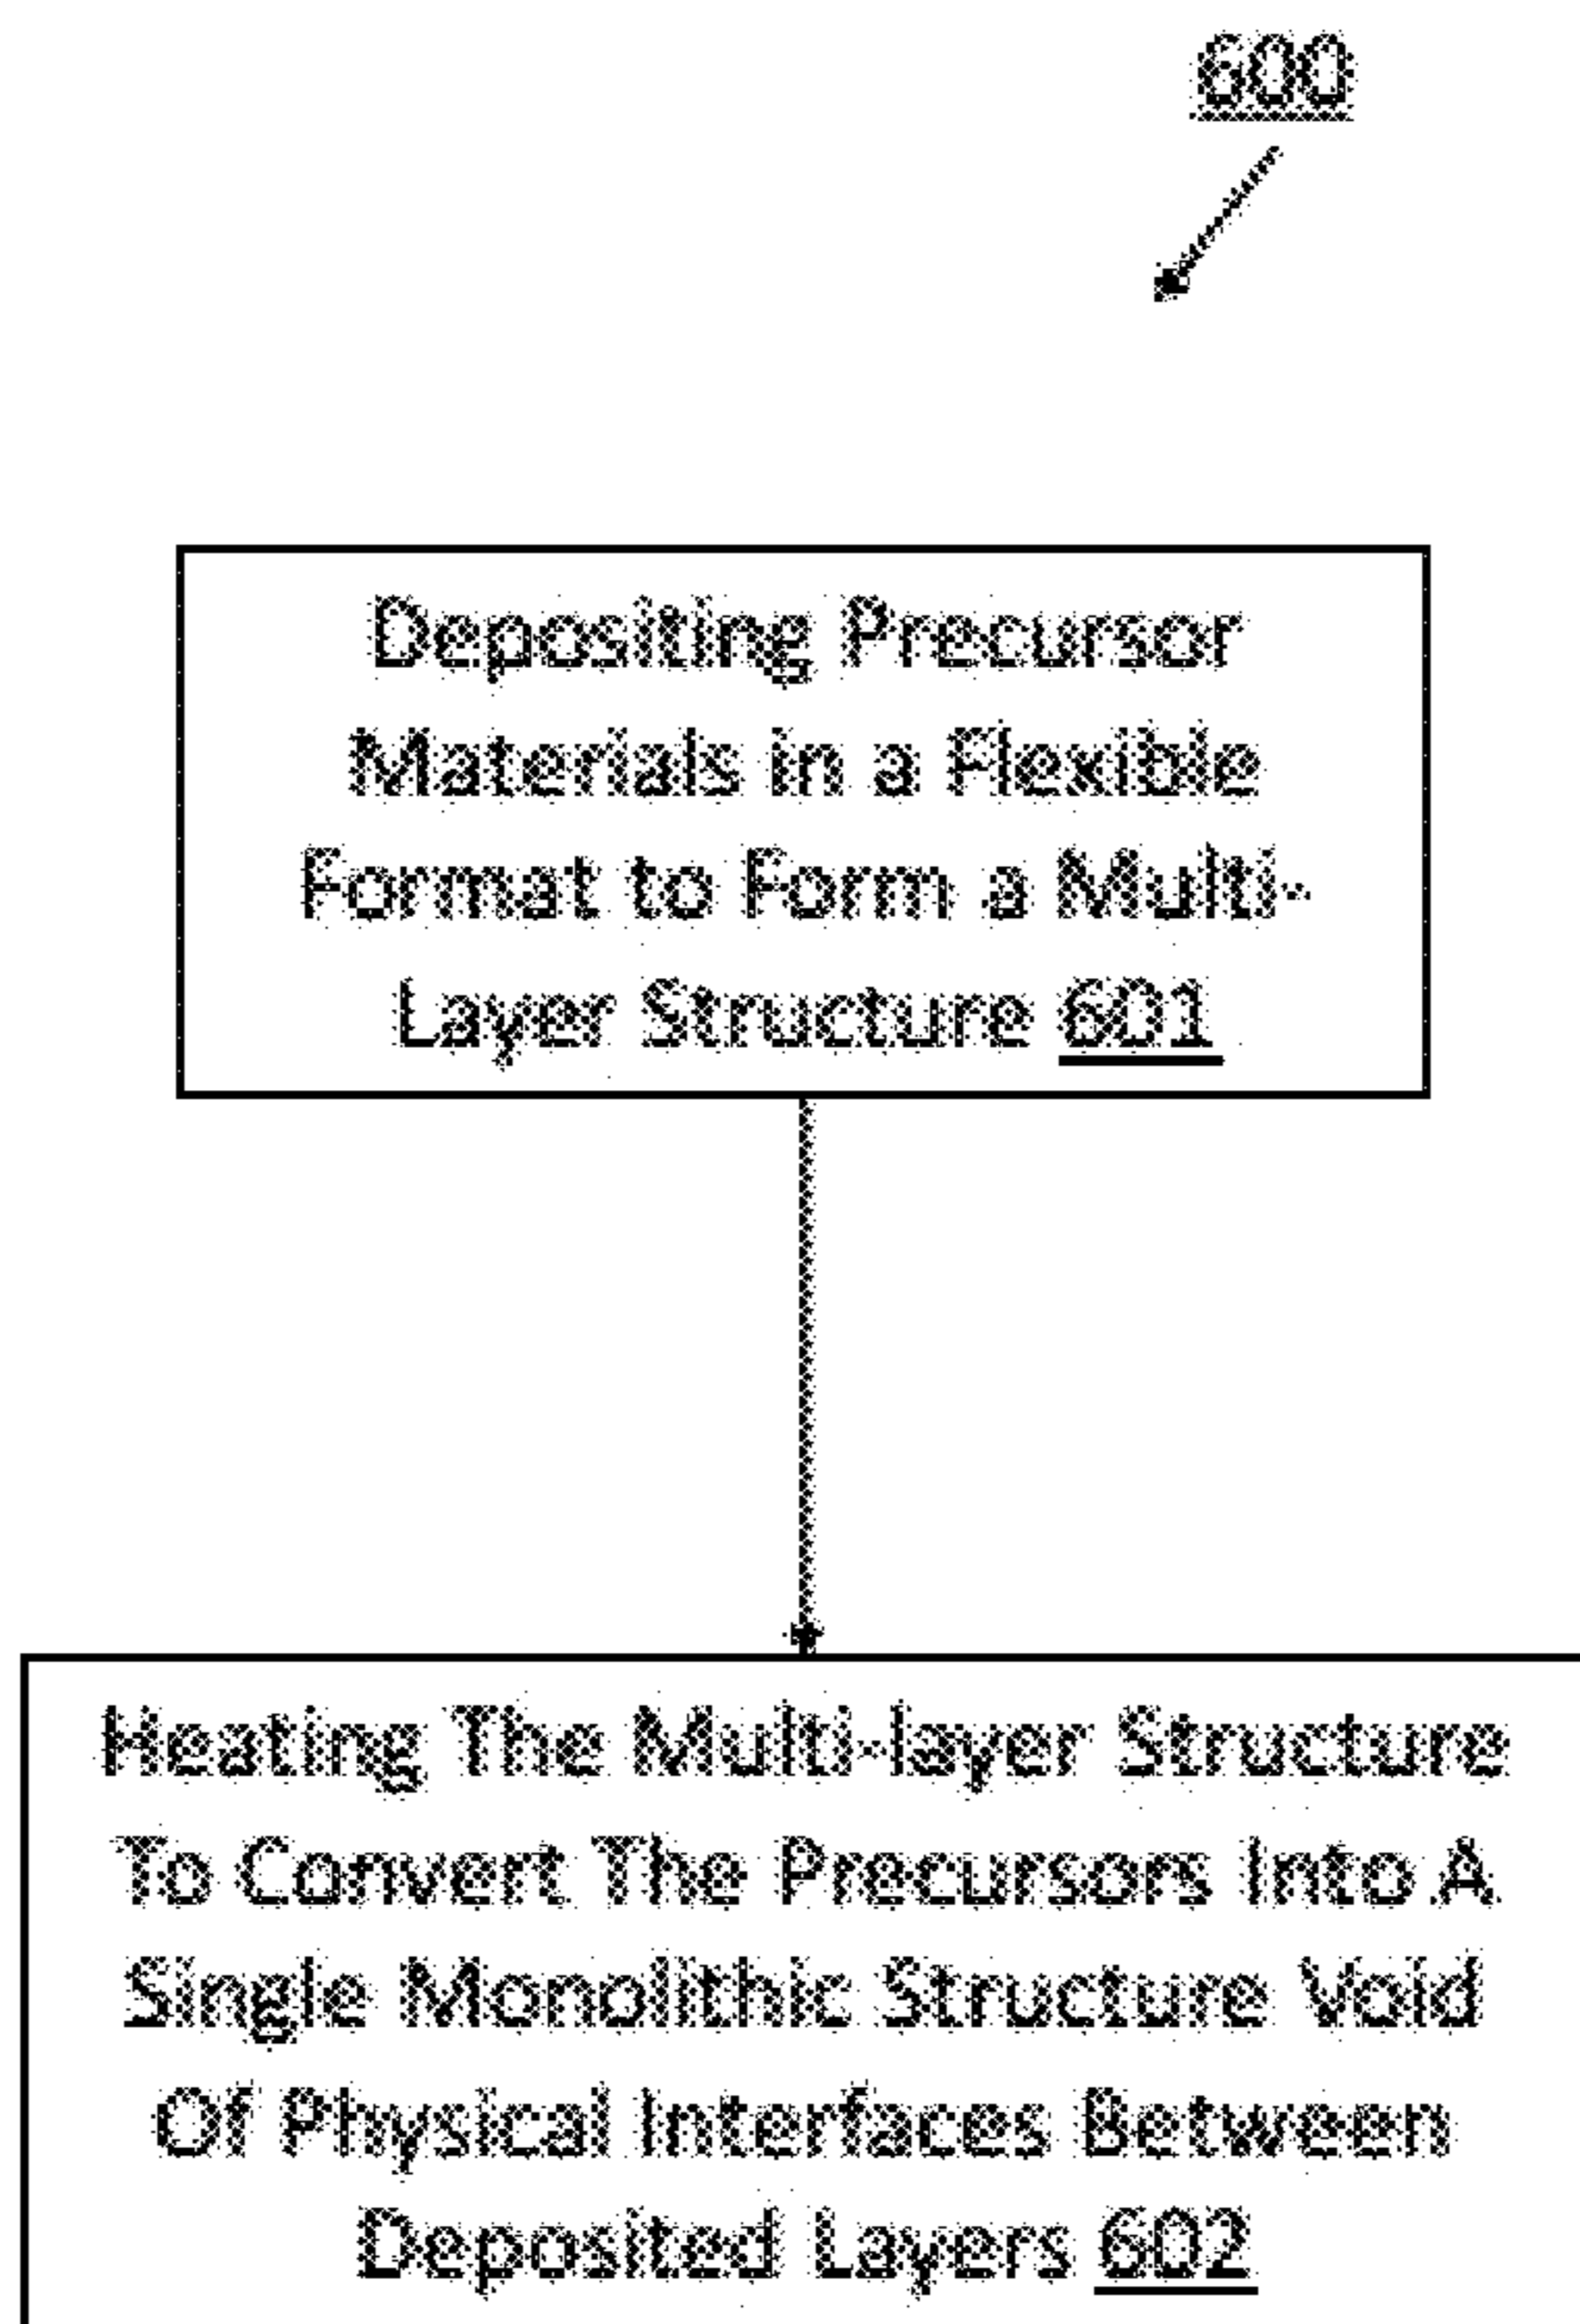 600
Depositing Precursor
Materials in a Flexible
Format to Form a Multi-
Layer Structure 601
Heating The Multi-layer Structure
To Convert The Precursors Into A
Single Monolithic Structure Void
Of Physical Interfaces Between
Deposited Layers 602